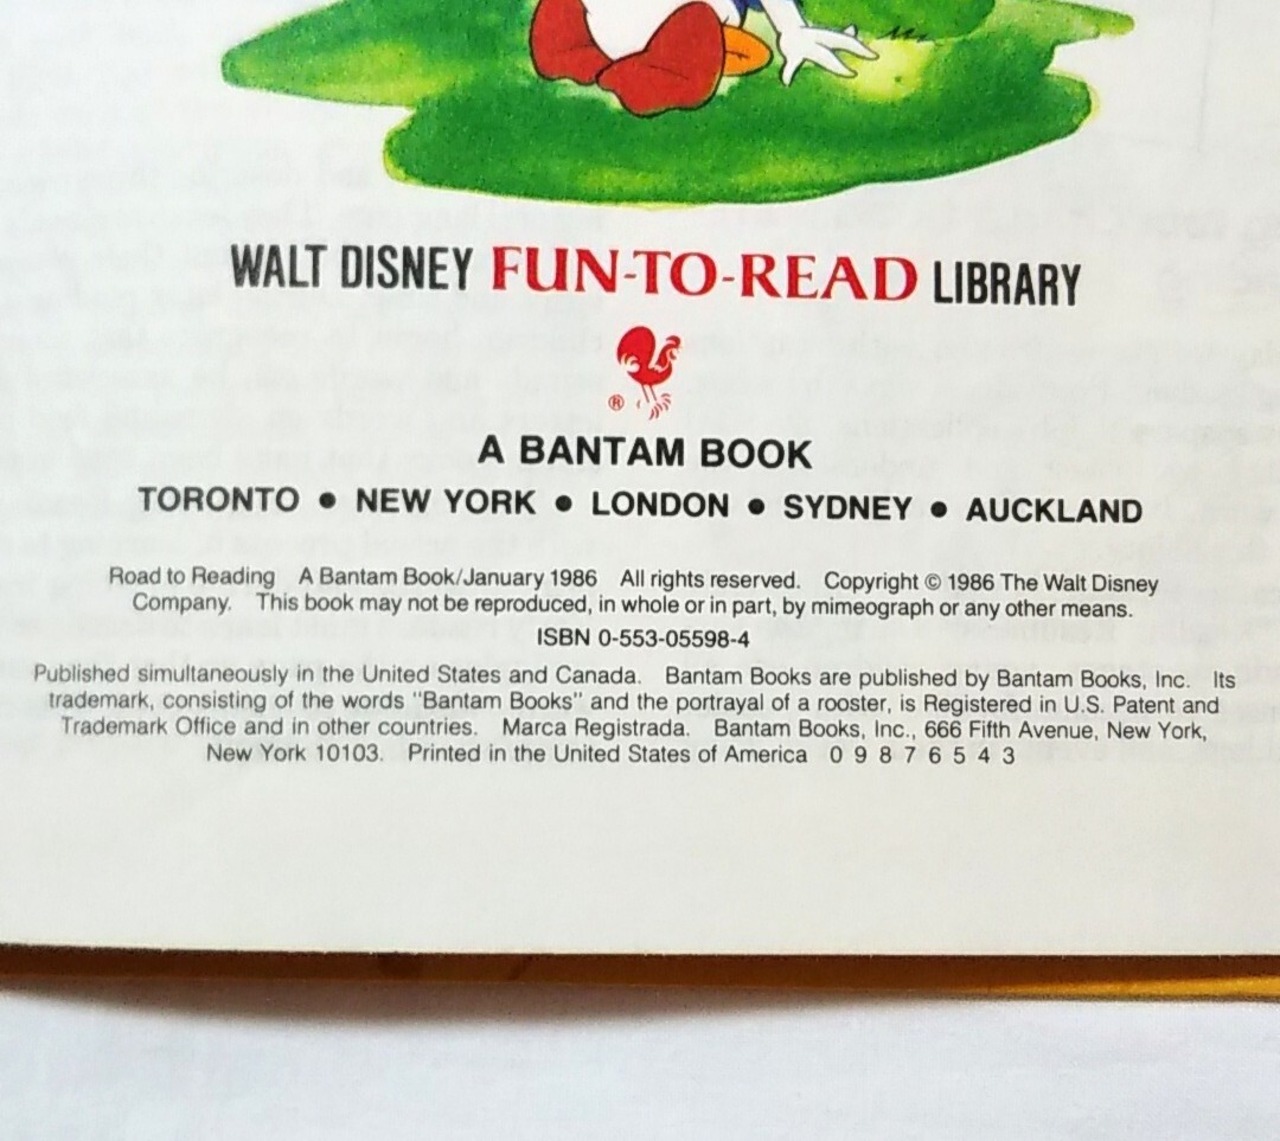 WALT DISNEY FUN-TO-READ LIBRARY
®
A BANTAM BOOK
TORONTO • NEW YORK • LONDON • SYDNEY • AUCKLAND
Road to Reading A Bantam Book/January 1986 All rights reserved. Copyright © 1986 The Walt Disney
Company. This book may not be reproduced, in whole or in part, by mimeograph or any other means.
ISBN 0-553-05598-4
Published simultaneously in the United States and Canada. Bantam Books are published by Bantam Books, Inc. Its
trademark, consisting of the words "Bantam Books" and the portrayal of a rooster, is Registered in U.S. Patent and
Trademark Office and in other countries. Marca Registrada. Bantam Books, Inc., 666 Fifth Avenue, New York,
New York 10103. Printed in the United States of America 0 9 8 7 6 5 4 3